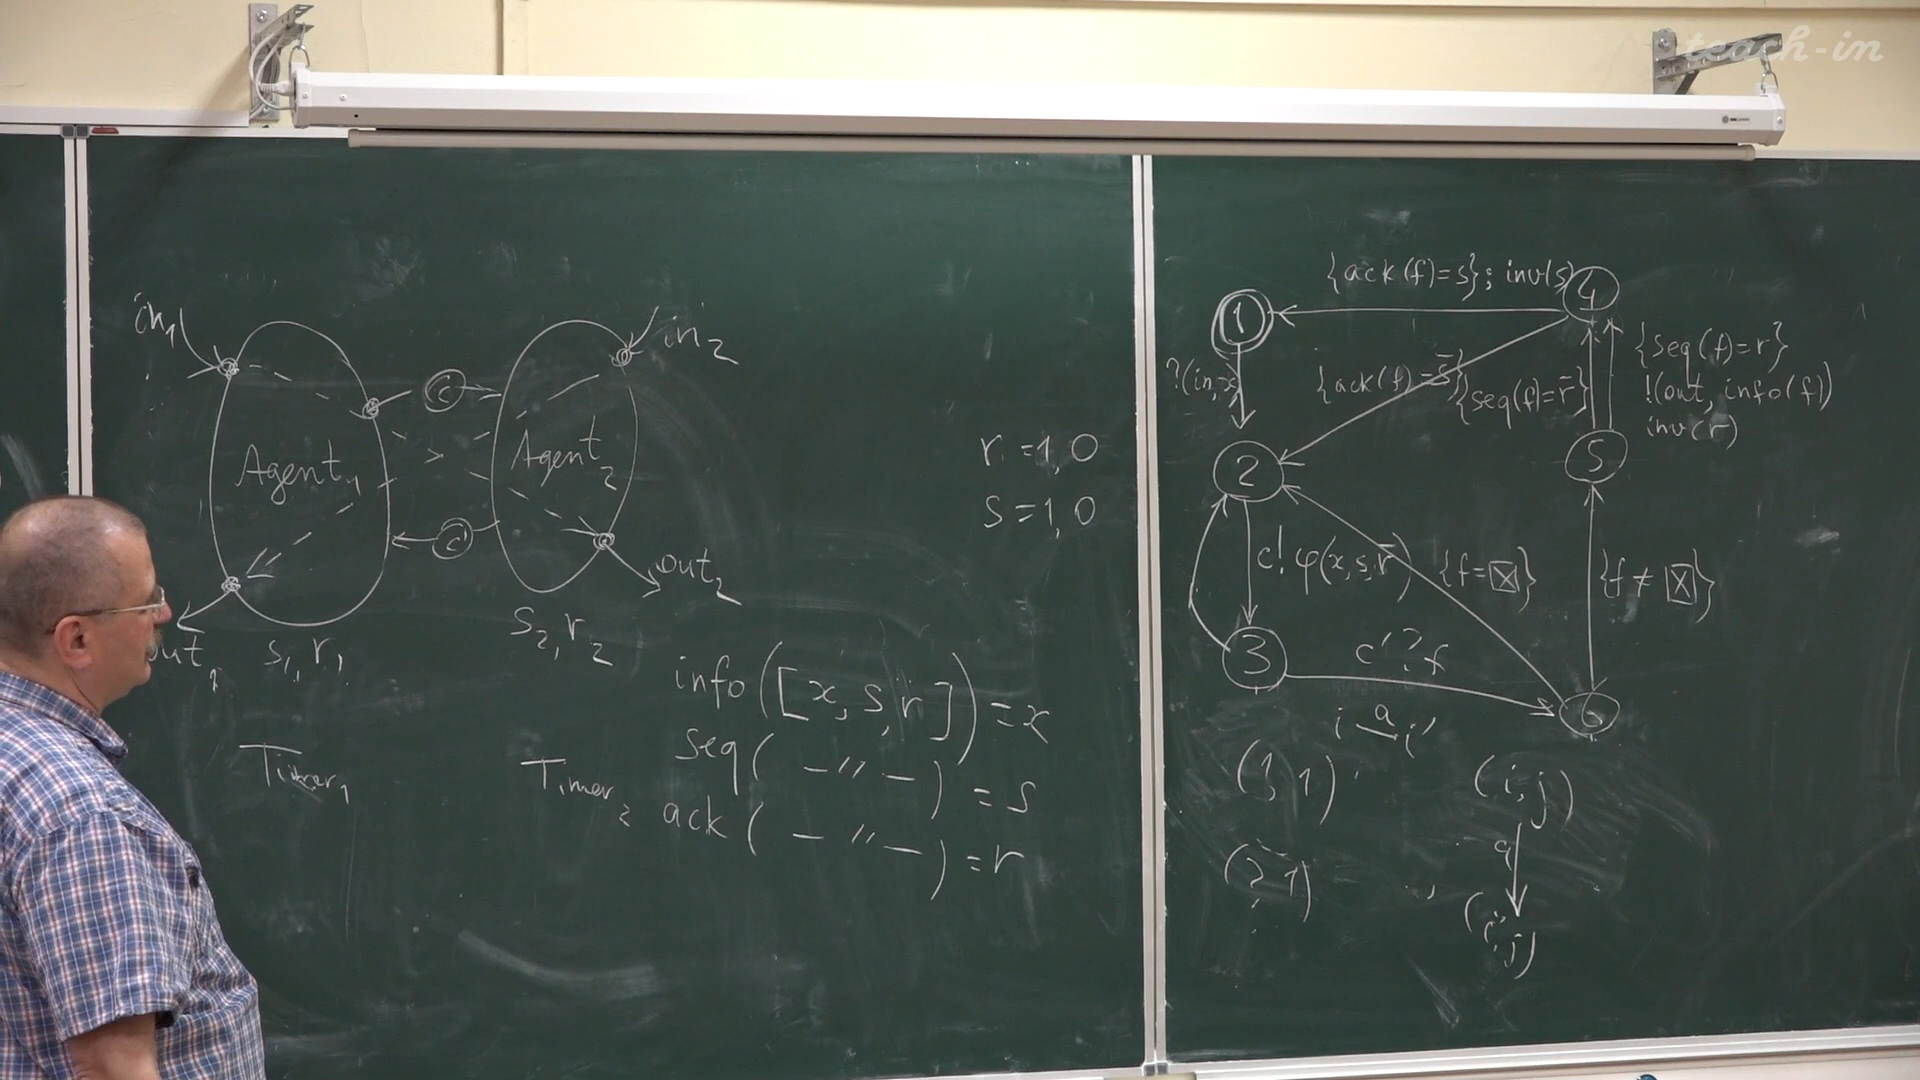 teach-in
in₁
c
in₂
Agent₁
Agent₂
c'
out₂
out₁
s₁, r₁
s₂, r₂
Timer₁
Timer₂
r = 1, 0
s = 1, 0
info([x, s, r]) = x
seq( —"— ) = s
ack( —"— ) = r
{ack(f)=s}; inv(s)
1
4
?(in, x)
{ack(f)=s̄}
{seq(f)=r̄}
{seq(f)=r}
!(out, info(f))
inv(r)
2
5
c! φ(x, s, r̄)
{f=☒}
{f≠☒}
3
c'? f
6
i a i'
(1, 1)
(i, j)
a
(2, 1)
(i', j)